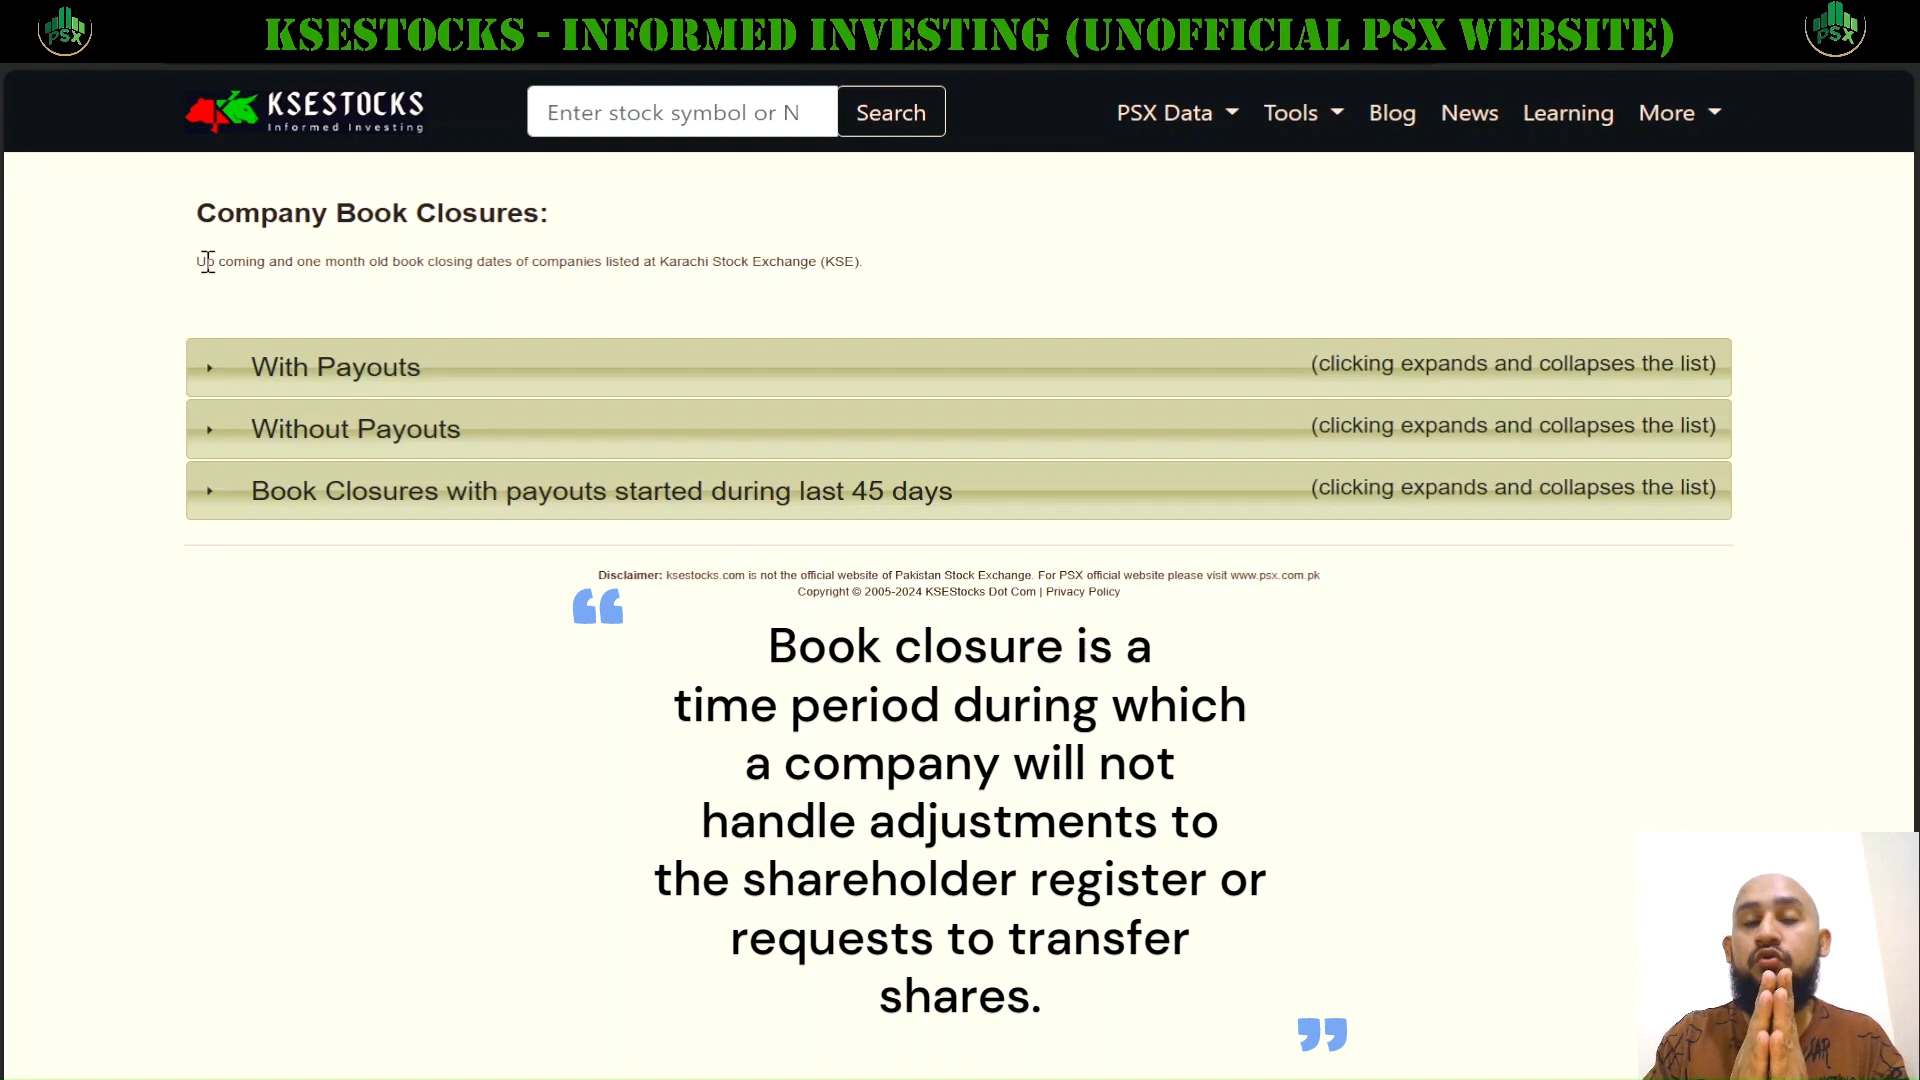 PSX
KSESTOCKS - INFORMED INVESTING (UNOFFICIAL PSX WEBSITE)
PSX
KSESTOCKS
Informed Investing
Enter stock symbol or N
Search
PSX Data
Tools
Blog
News
Learning
More
Company Book Closures:
Up coming and one month old book closing dates of companies listed at Karachi Stock Exchange (KSE).
With Payouts
(clicking expands and collapses the list)
Without Payouts
(clicking expands and collapses the list)
Book Closures with payouts started during last 45 days
(clicking expands and collapses the list)
Disclaimer: ksestocks.com is not the official website of Pakistan Stock Exchange. For PSX official website please visit www.psx.com.pk
Copyright © 2005-2024 KSEStocks Dot Com | Privacy Policy
“
Book closure is a
time period during which
a company will not
handle adjustments to
the shareholder register or
requests to transfer
shares.
”